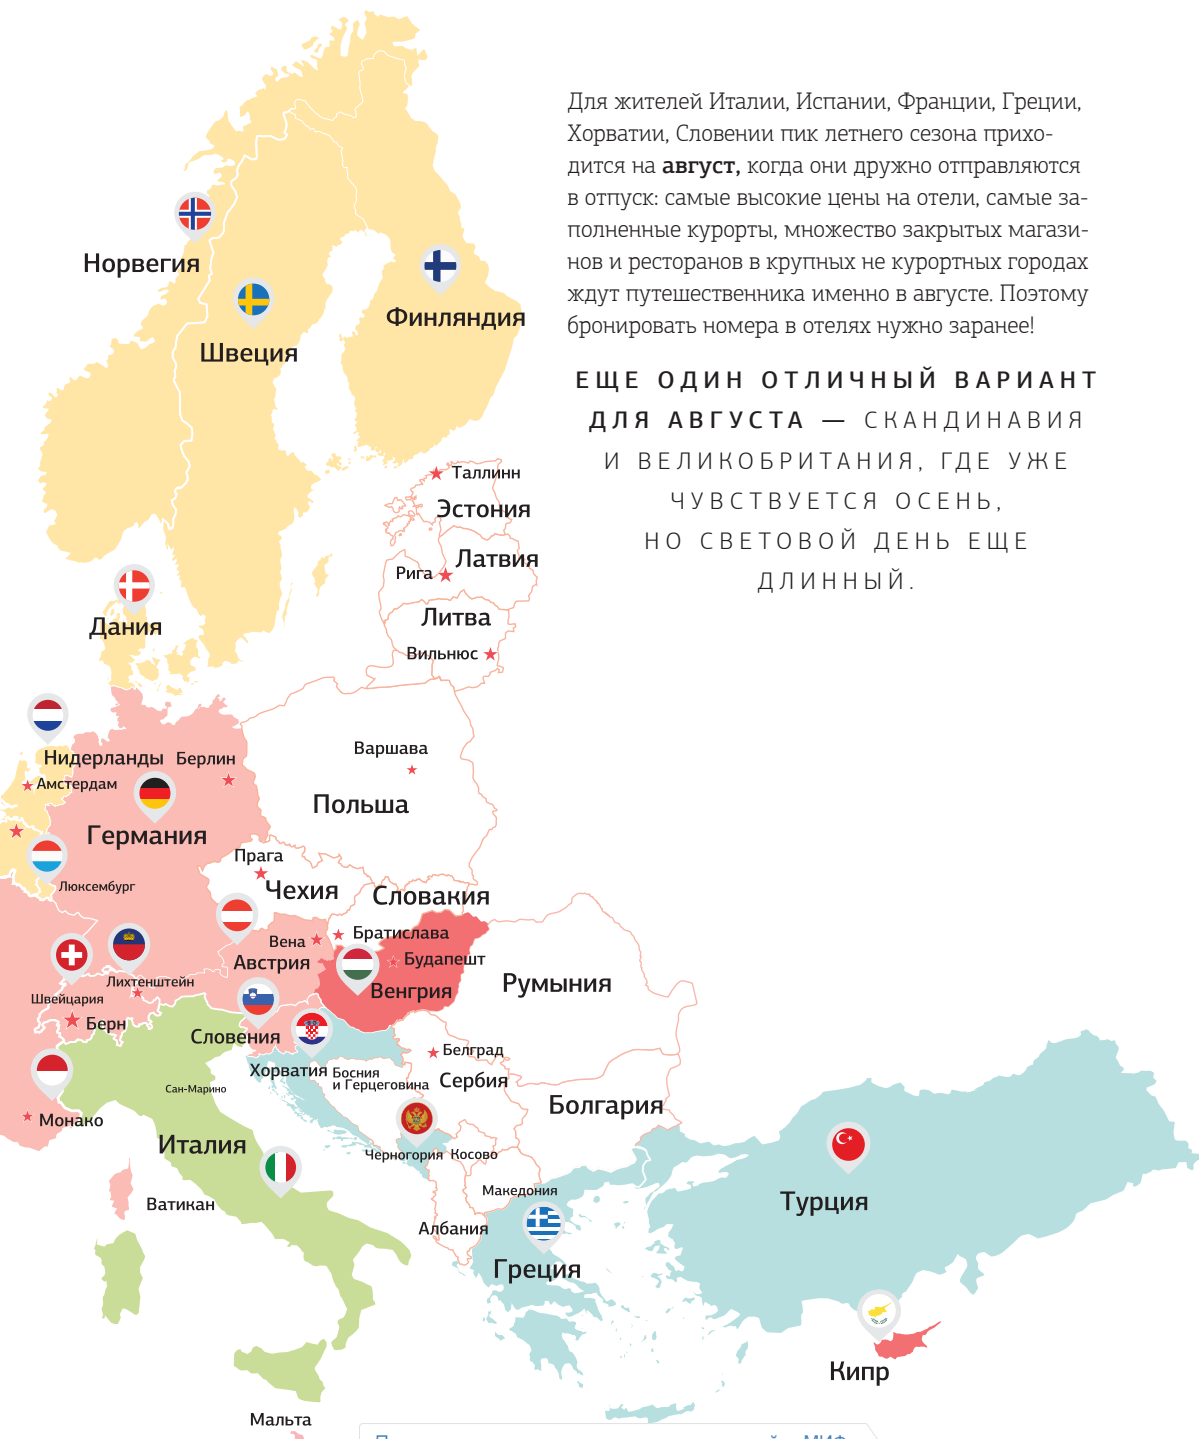 Для жителей Италии, Испании, Франции, Греции,
Хорватии, Словении пик летнего сезона прихо-
дится на август, когда они дружно отправляются
в отпуск: самые высокие цены на отели, самые за-
полненные курорты, множество закрытых магази-
нов и ресторанов в крупных не курортных городах
ждут путешественника именно в августе. Поэтому
бронировать номера в отелях нужно заранее!
ЕЩЕ ОДИН ОТЛИЧНЫЙ ВАРИАНТ
ДЛЯ АВГУСТА — СКАНДИНАВИЯ
И ВЕЛИКОБРИТАНИЯ, ГДЕ УЖЕ
ЧУВСТВУЕТСЯ ОСЕНЬ,
НО СВЕТОВОЙ ДЕНЬ ЕЩЕ
ДЛИННЫЙ.
Норвегия
Финляндия
Швеция
Таллинн
Эстония
Латвия
Рига
Литва
Дания
Вильнюс
Варшава
Нидерланды
Берлин
Амстердам
Польша
Германия
Прага
Люксембург
Чехия
Словакия
Братислава
Вена
Австрия
Будапешт
Лихтенштейн
Венгрия
Румыния
Швейцария
Берн
Словения
Белград
Хорватия
Босния
и Герцеговина
Сербия
Сан-Марино
Болгария
Монако
Италия
Черногория
Косово
Македония
Ватикан
Турция
Албания
Греция
Кипр
Мальта